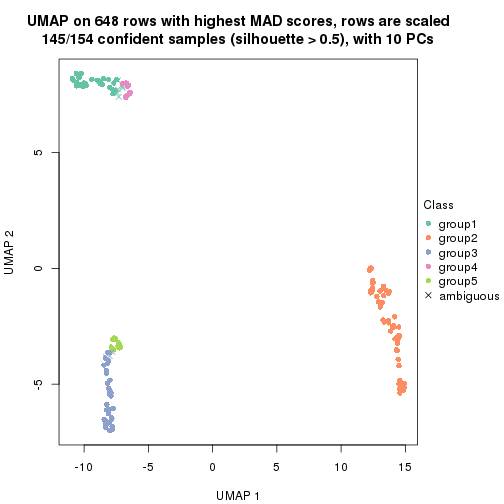 UMAP on 648 rows with highest MAD scores, rows are scaled
145/154 confident samples (silhouette > 0.5), with 10 PCs
UMAP 2
5
0
-5
-10
-5
0
5
10
15
UMAP 1
Class
group1
group2
group3
group4
group5
ambiguous